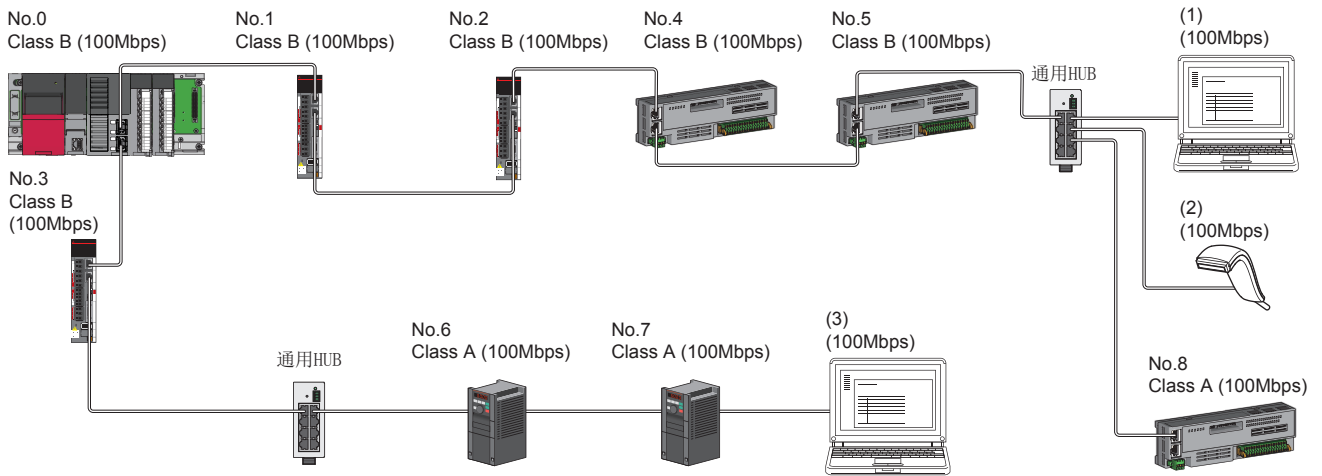 No.0
Class B (100Mbps)
No.1
Class B (100Mbps)
No.2
Class B (100Mbps)
No.4
Class B (100Mbps)
No.5
Class B (100Mbps)
(1)
(100Mbps)
通用HUB
No.3
Class B
(100Mbps)
(2)
(100Mbps)
通用HUB
No.6
Class A (100Mbps)
No.7
Class A (100Mbps)
(3)
(100Mbps)
No.8
Class A (100Mbps)